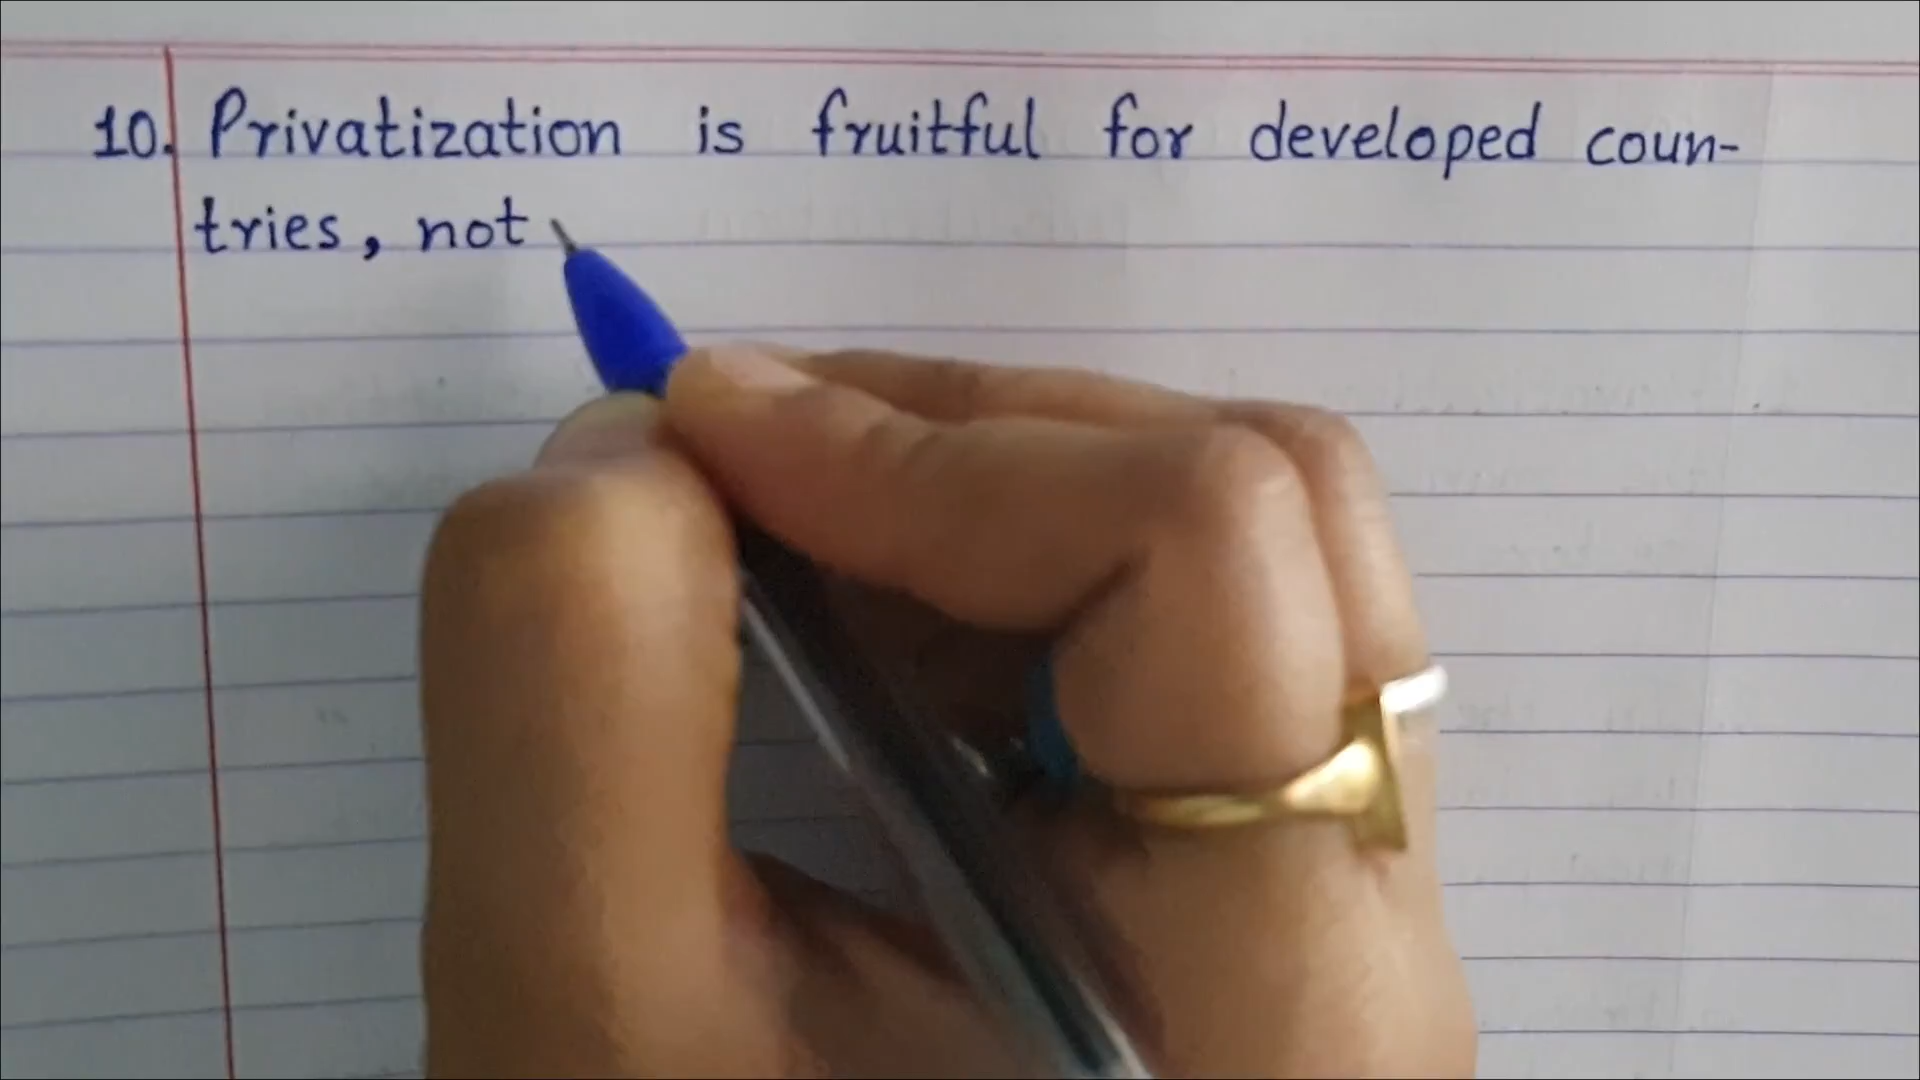 10. Privatization is fruitful for developed coun-
tries, not